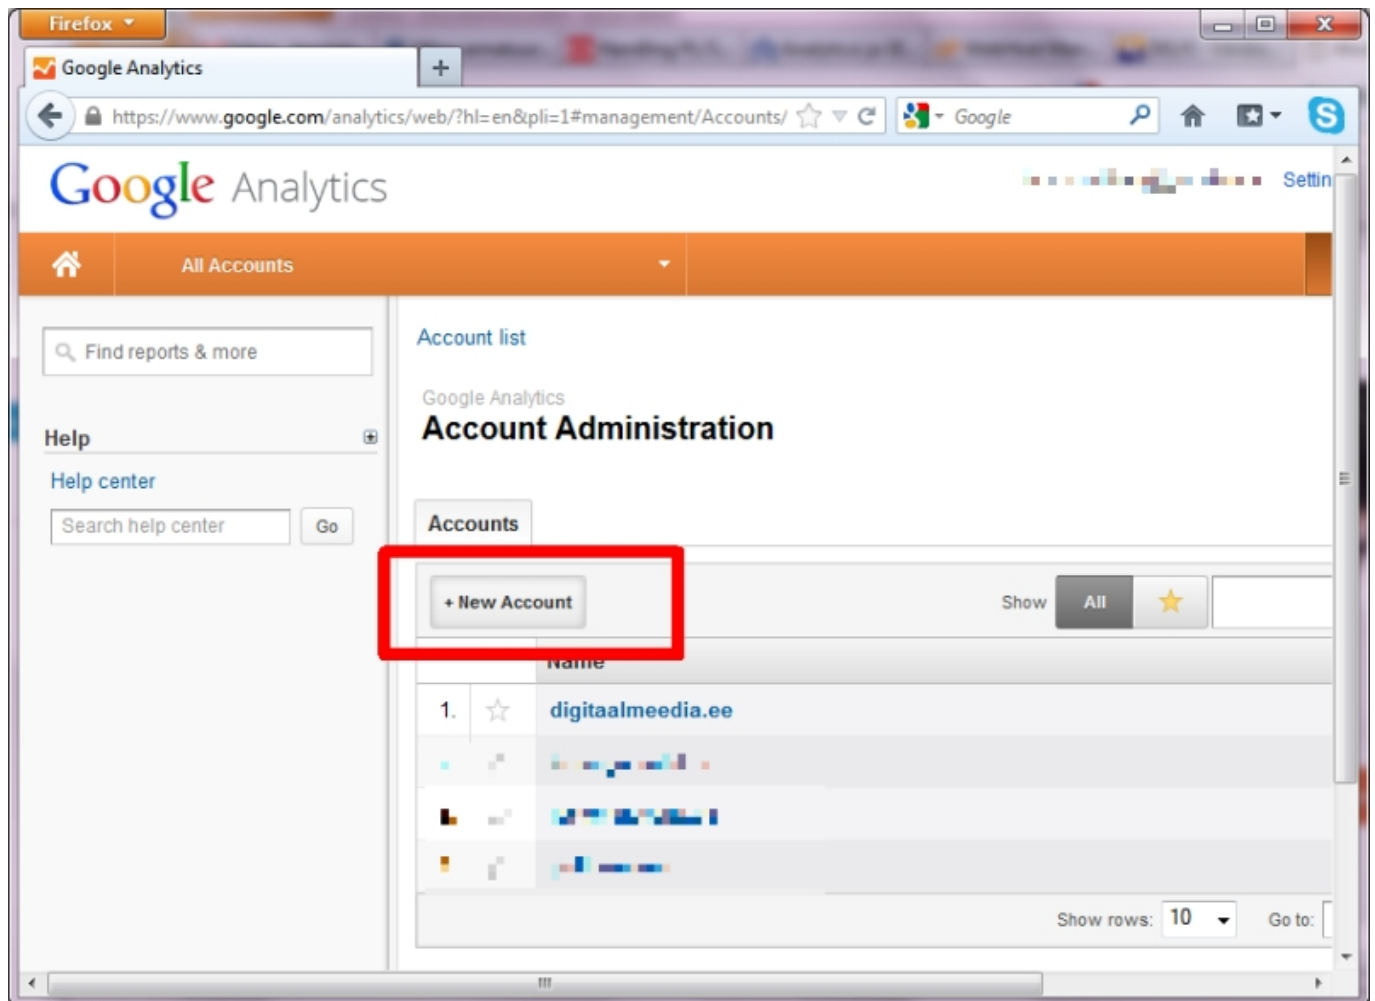 Firefox
Google Analytics
+
https://www.google.com/analytics/web/?hl=en&pli=1#management/Accounts/
Google
Google Analytics
Settin
All Accounts
Find reports & more
Account list
Google Analytics
Account Administration
Help
Help center
Search help center
Go
Accounts
+ New Account
Show
All
Name
1.
digitaalmeedia.ee
Show rows: 10
Go to: